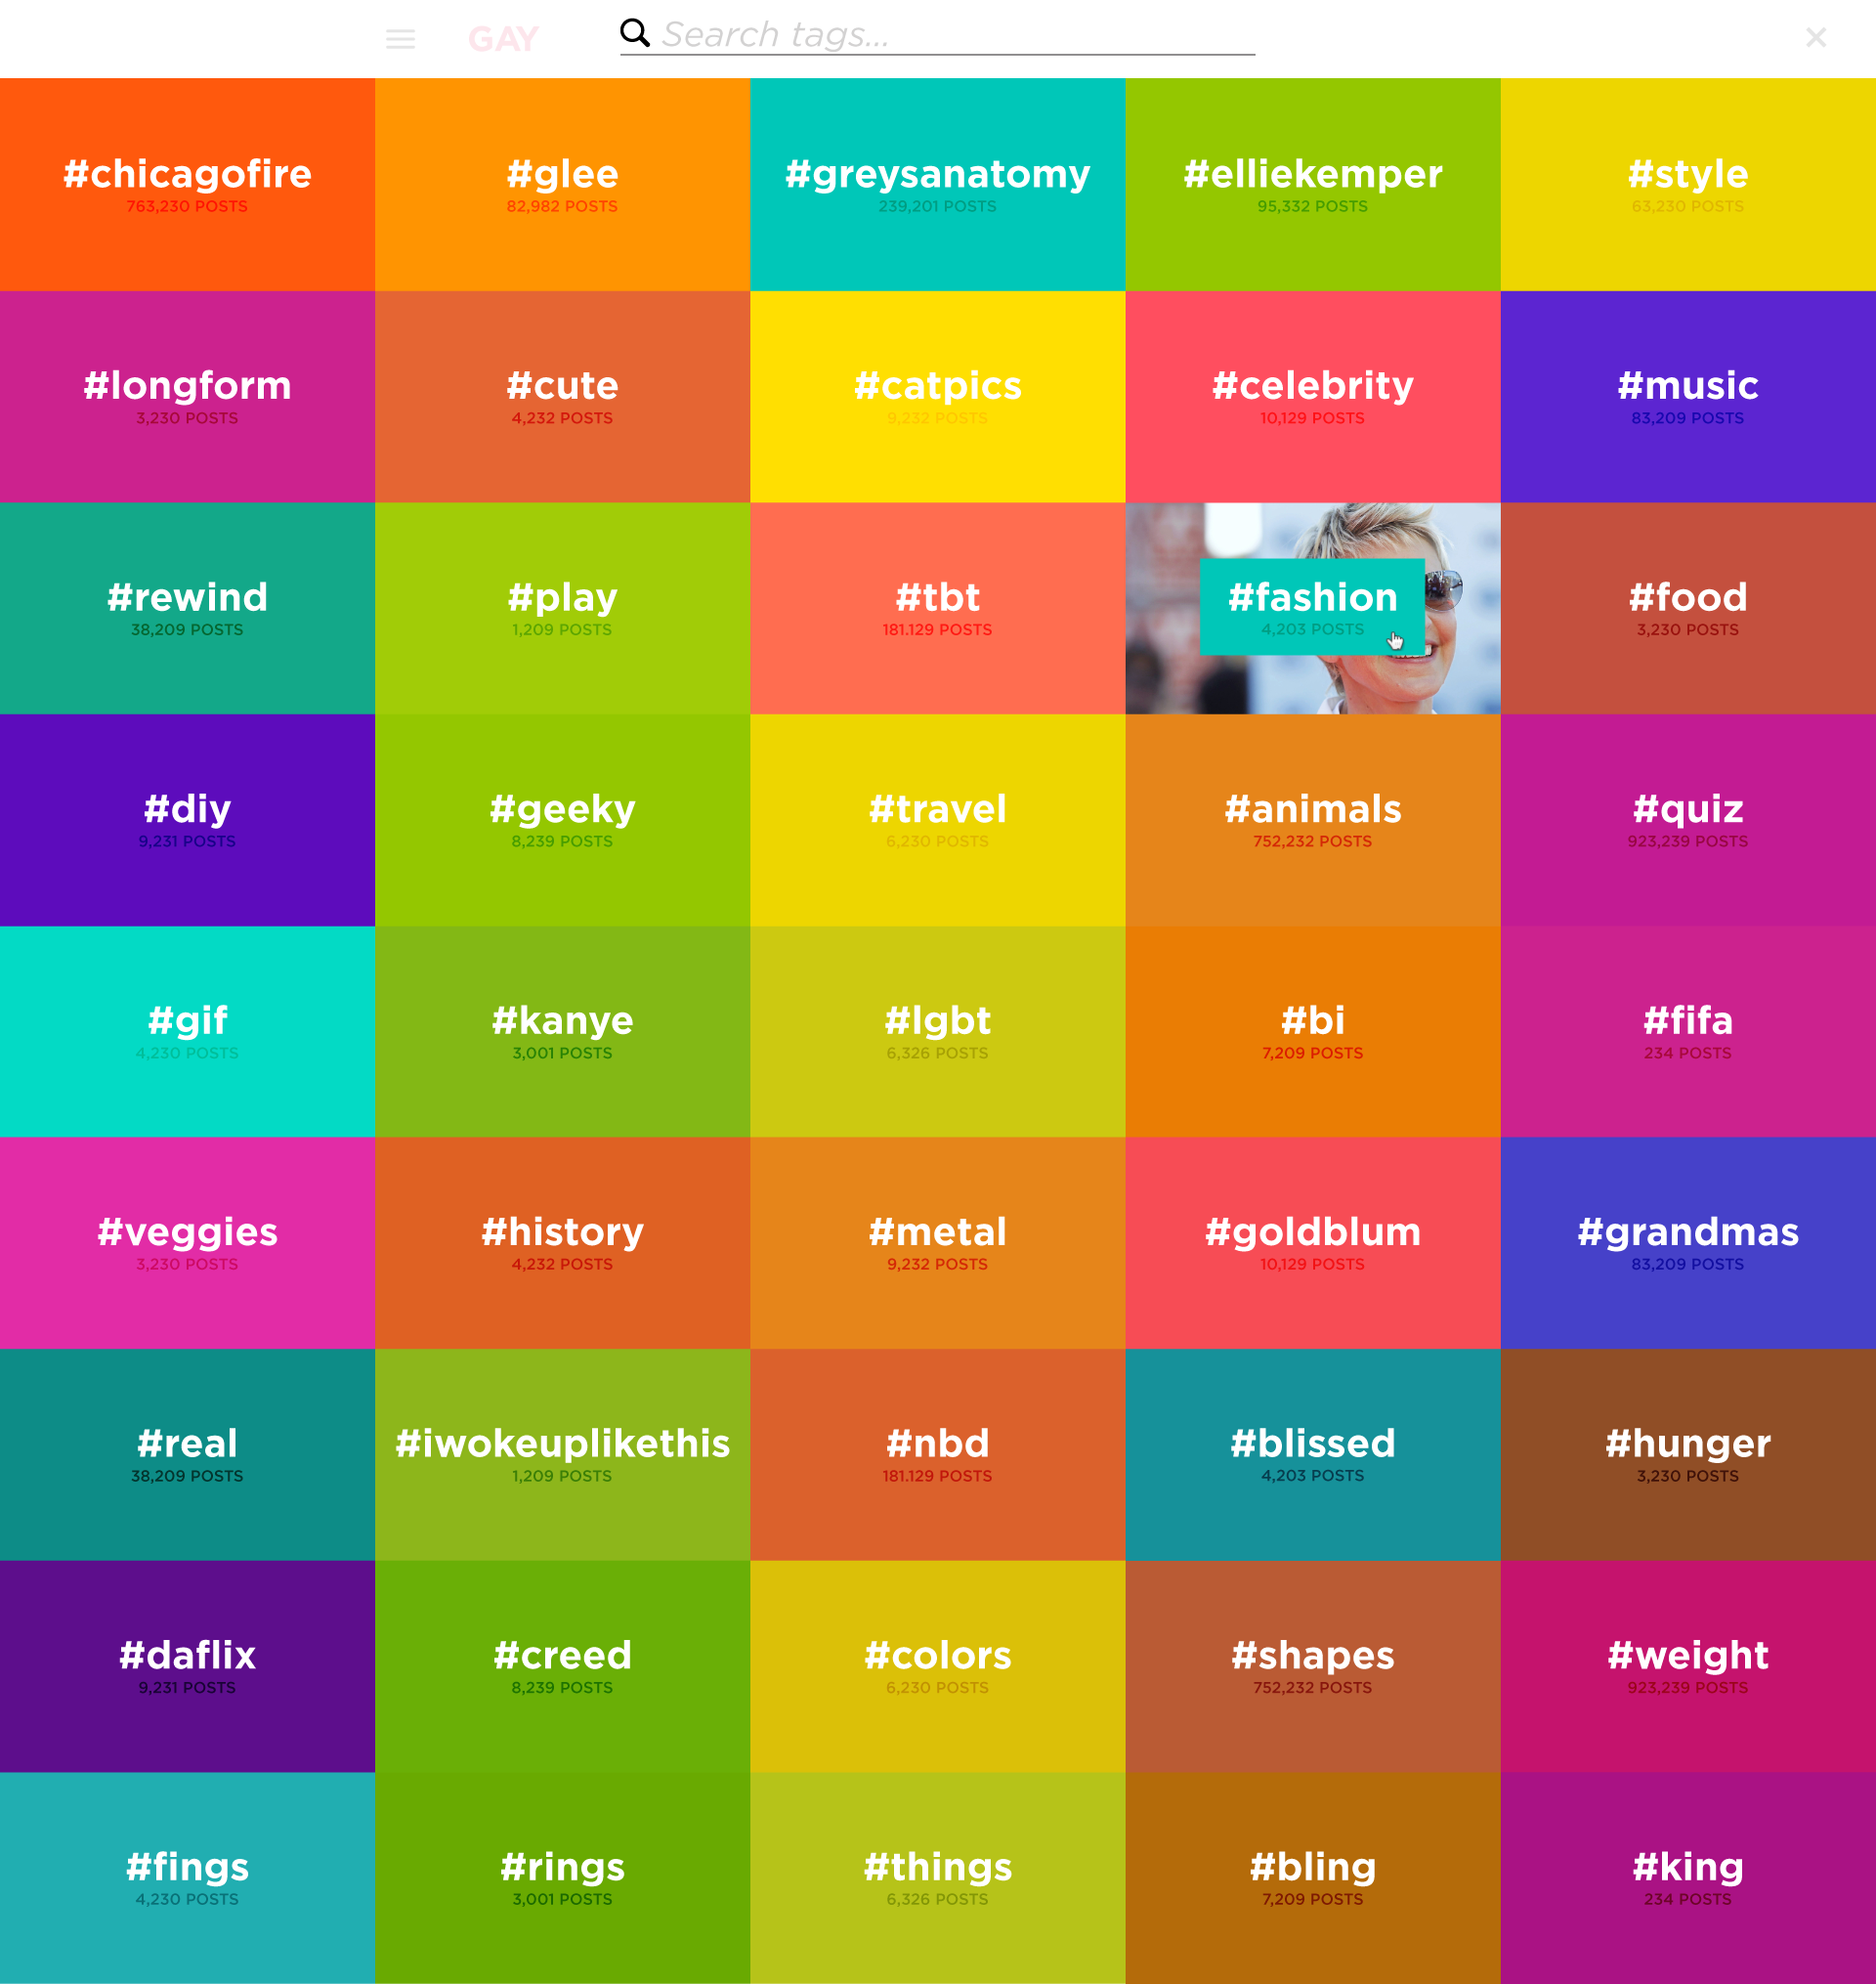 GAY
Search tags...
#chicagofire
763,230 POSTS
#glee
82,982 POSTS
#greysanatomy
239,201 POSTS
#elliekemper
95,332 POSTS
#style
63,230 POSTS
#longform
3,230 POSTS
#cute
4,232 POSTS
#catpics
9,232 POSTS
#celebrity
10,129 POSTS
#music
83,209 POSTS
#rewind
38,209 POSTS
#play
1,209 POSTS
#tbt
181.129 POSTS
#fashion
4,203 POSTS
#food
3,230 POSTS
#diy
9,231 POSTS
#geeky
8,239 POSTS
#travel
6,230 POSTS
#animals
752,232 POSTS
#quiz
923,239 POSTS
#gif
4,230 POSTS
#kanye
3,001 POSTS
#lgbt
6,326 POSTS
#bi
7,209 POSTS
#fifa
234 POSTS
#veggies
3,230 POSTS
#history
4,232 POSTS
#metal
9,232 POSTS
#goldblum
10,129 POSTS
#grandmas
83,209 POSTS
#real
38,209 POSTS
#iwokeuplikethis
1,209 POSTS
#nbd
181.129 POSTS
#blissed
4,203 POSTS
#hunger
3,230 POSTS
#daflix
9,231 POSTS
#creed
8,239 POSTS
#colors
6,230 POSTS
#shapes
752,232 POSTS
#weight
923,239 POSTS
#fings
4,230 POSTS
#rings
3,001 POSTS
#things
6,326 POSTS
#bling
7,209 POSTS
#king
234 POSTS